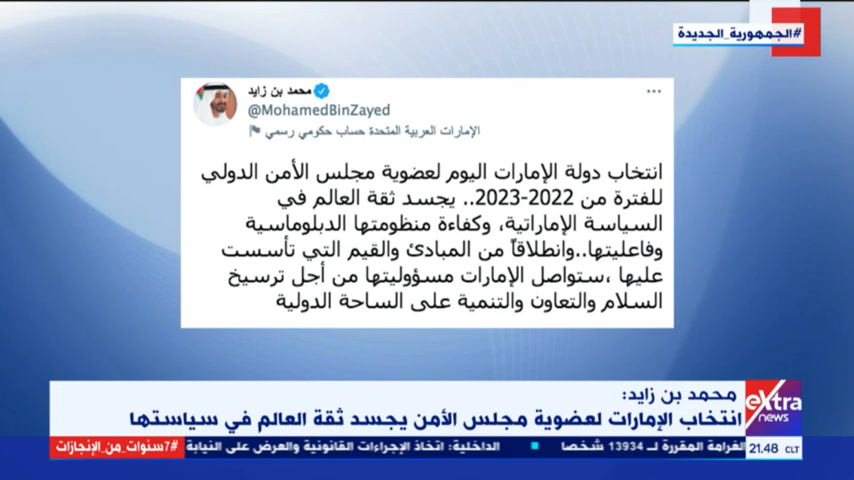 #الجمهورية_الجديدة
محمد بن زايد
@MohamedBinZayed
الإمارات العربية المتحدة حساب حكومي رسمي
انتخاب دولة الإمارات اليوم لعضوية مجلس الأمن الدولي
للفترة من 2022-2023.. يجسد ثقة العالم في
السياسة الإماراتية، وكفاءة منظومتها الدبلوماسية
وفاعليتها..وانطلاقاً من المبادئ والقيم التي تأسست
عليها ،ستواصل الإمارات مسؤوليتها من أجل ترسيخ
السلام والتعاون والتنمية على الساحة الدولية
محمد بن زايد:
انتخاب الإمارات لعضوية مجلس الأمن يجسد ثقة العالم في سياستها
eXtra
news
21.48 CLT
الغرامة المقررة لـ 13934 شخصا
الداخلية: اتخاذ الإجراءات القانونية والعرض على النيابة
#7سنوات_من_الإنجازات